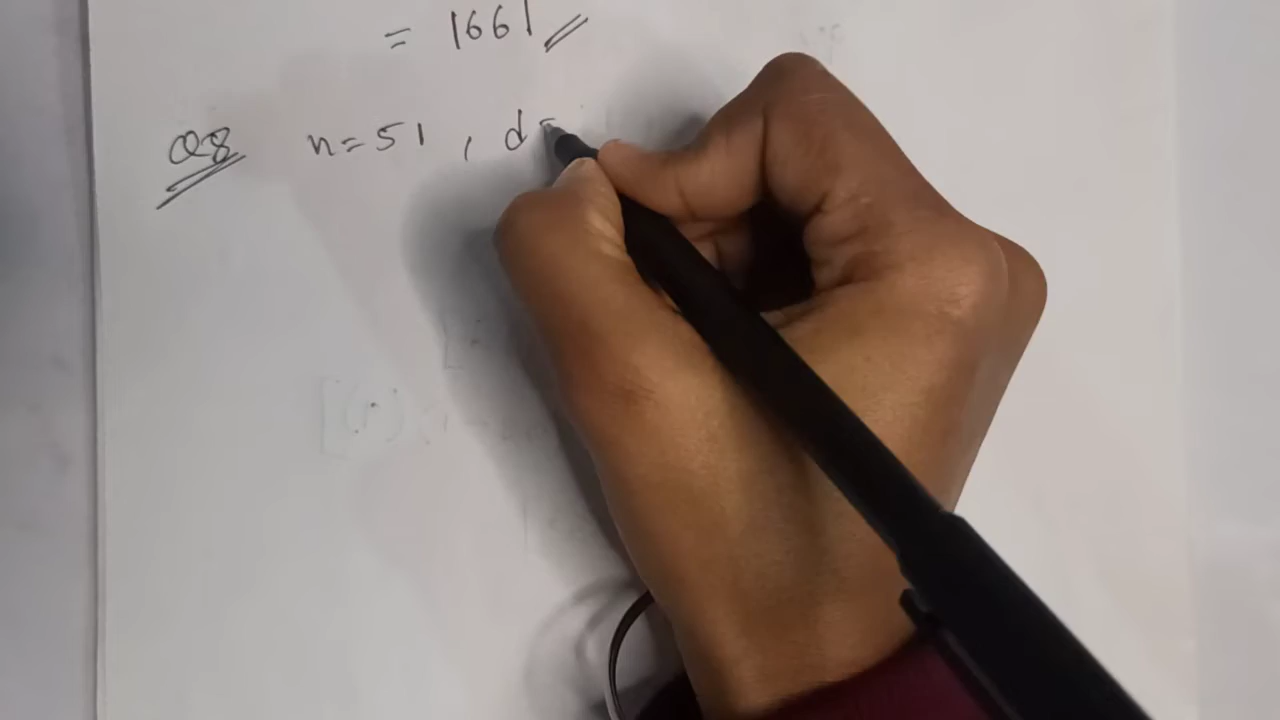 = 1661
Q8 n=51 , d=